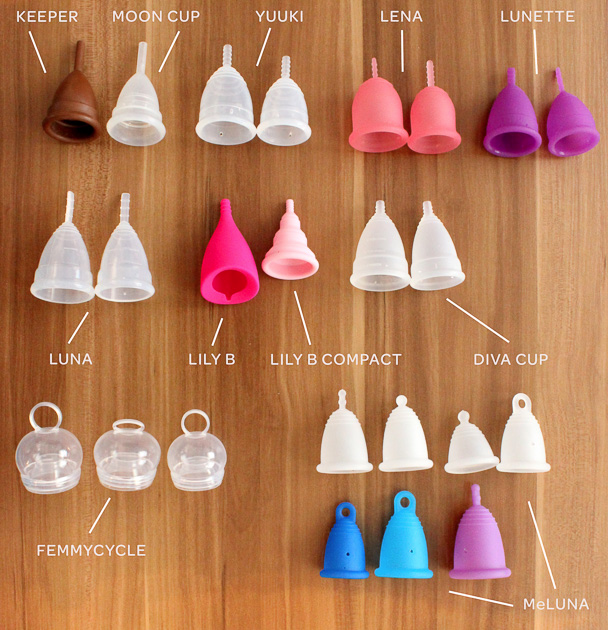 KEEPER
MOON CUP
YUUKI
LENA
LUNETTE
LUNA
LILY B
LILY B COMPACT
DIVA CUP
FEMMYCYCLE
MeLUNA